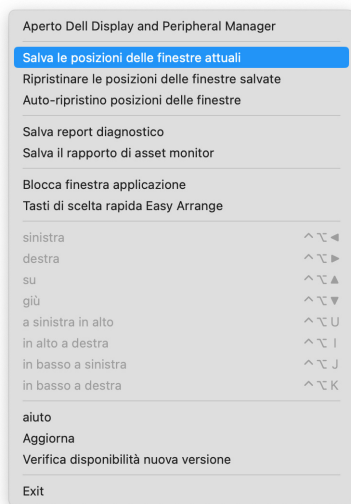 Aperto Dell Display and Peripheral Manager
Salva le posizioni delle finestre attuali
Ripristinare le posizioni delle finestre salvate
Auto-ripristino posizioni delle finestre
Salva report diagnostico
Salva il rapporto di asset monitor
Blocca finestra applicazione
Tasti di scelta rapida Easy Arrange
sinistra ⌃⌥◀
destra ⌃⌥▶
su ⌃⌥▲
giù ⌃⌥▼
a sinistra in alto ⌃⌥U
in alto a destra ⌃⌥I
in basso a sinistra ⌃⌥J
in basso a destra ⌃⌥K
aiuto
Aggiorna
Verifica disponibilità nuova versione
Exit